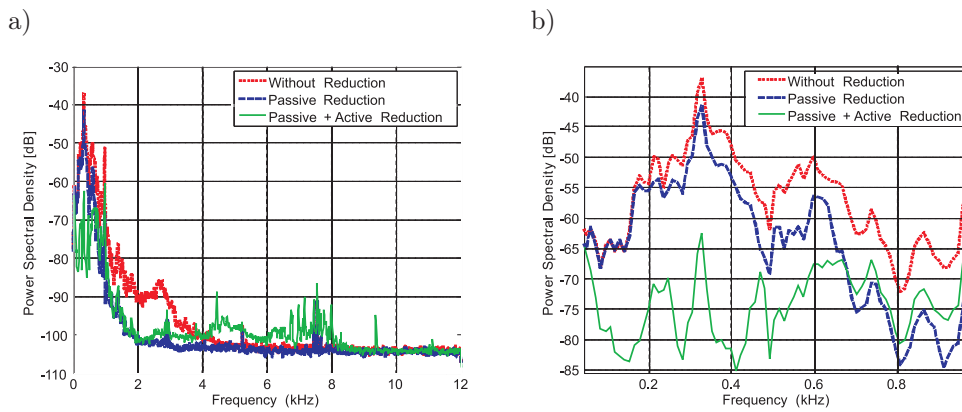 a)
-30
-40
-50
-60
-70
-80
-90
-100
-110
Power Spectral Density [dB]
Without Reduction
Passive Reduction
Passive + Active Reduction
0 2 4 6 8 10 12
Frequency (kHz)
b)
-40
-45
-50
-55
-60
-65
-70
-75
-80
-85
Power Spectral Density [dB]
Without Reduction
Passive Reduction
Passive + Active Reduction
0.2 0.4 0.6 0.8
Frequency (kHz)